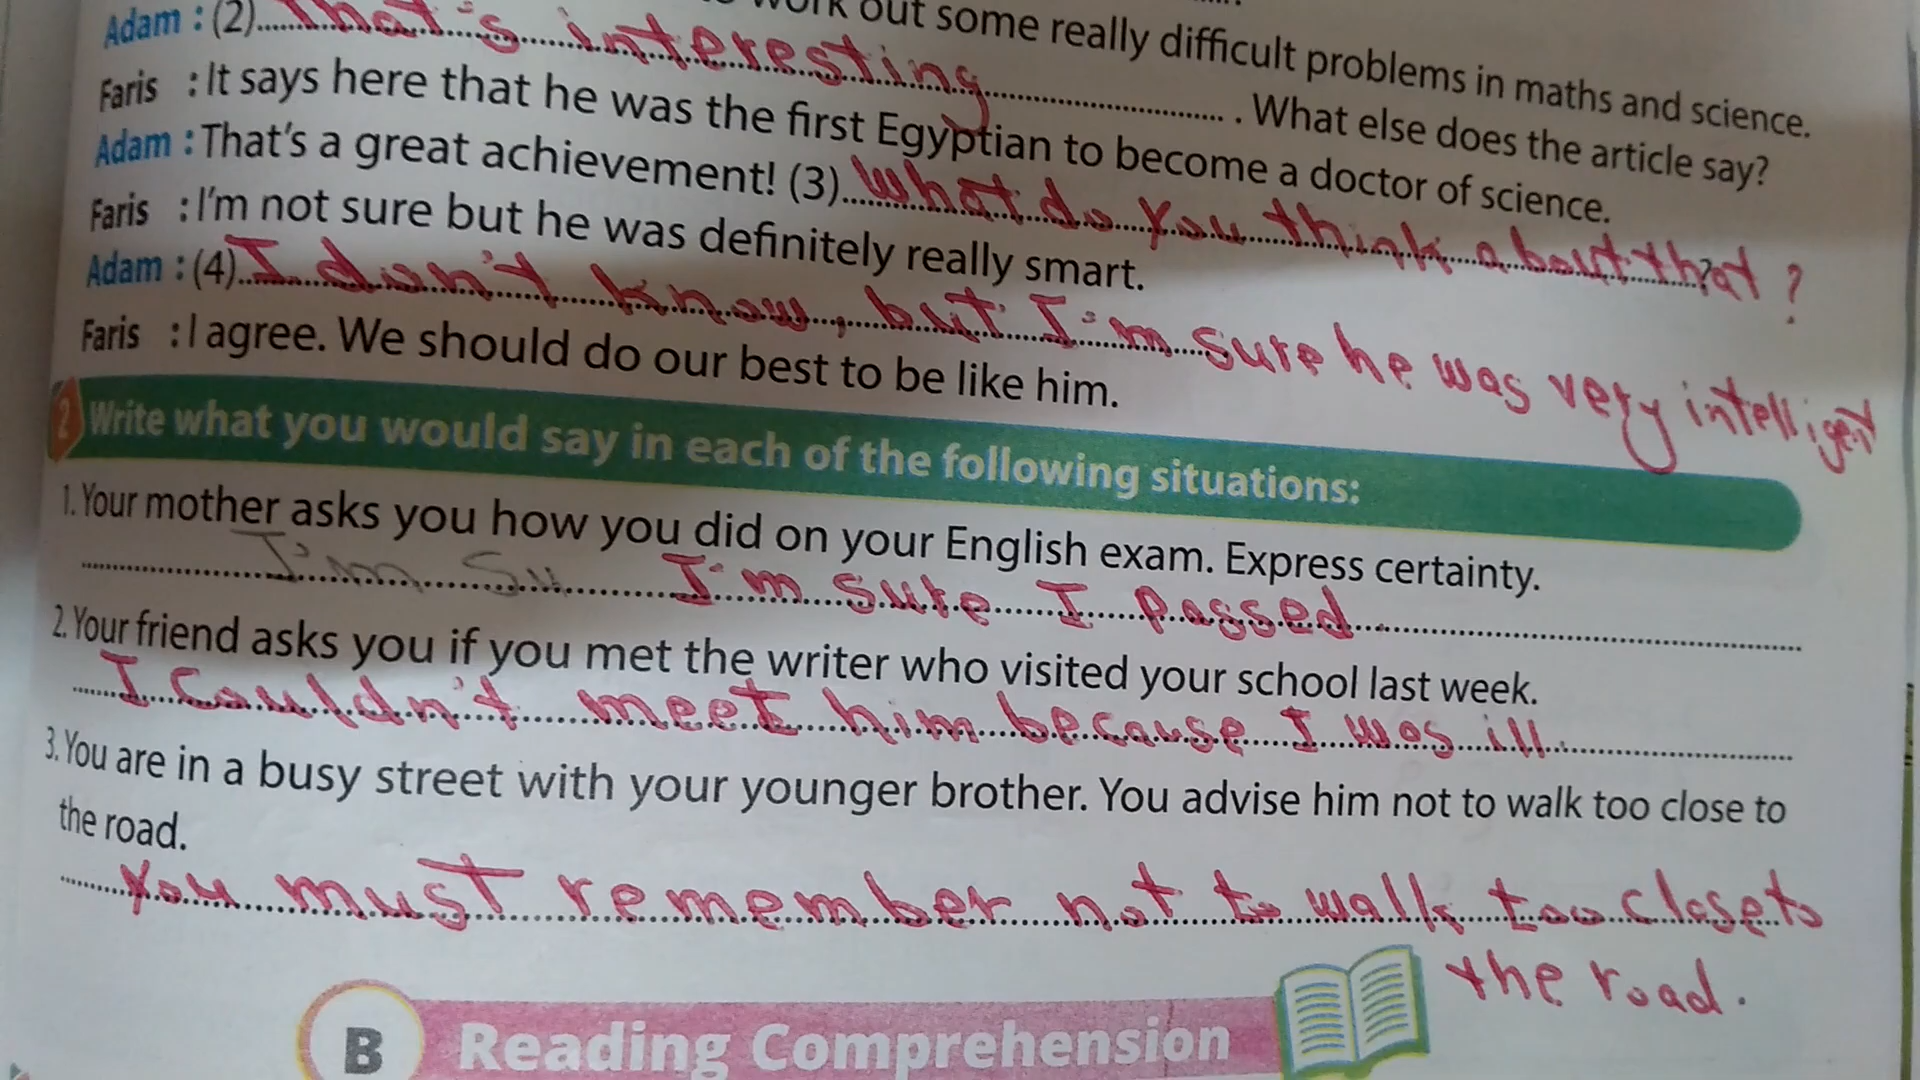 work out some really difficult problems in maths and science.
Adam : (2) That's interesting . What else does the article say?
Faris : It says here that he was the first Egyptian to become a doctor of science.
Adam : That's a great achievement! (3) What do you think about that ?
Faris : I'm not sure but he was definitely really smart.
Adam : (4) I don't know, but I'm sure he was very intelligent
Faris : I agree. We should do our best to be like him.
2 Write what you would say in each of the following situations:
1. Your mother asks you how you did on your English exam. Express certainty.
I'm Su I'm sure I passed
2. Your friend asks you if you met the writer who visited your school last week.
I couldn't meet him because I was ill.
3. You are in a busy street with your younger brother. You advise him not to walk too close to
the road.
You must remember not to walk too close to
the road.
B Reading Comprehension